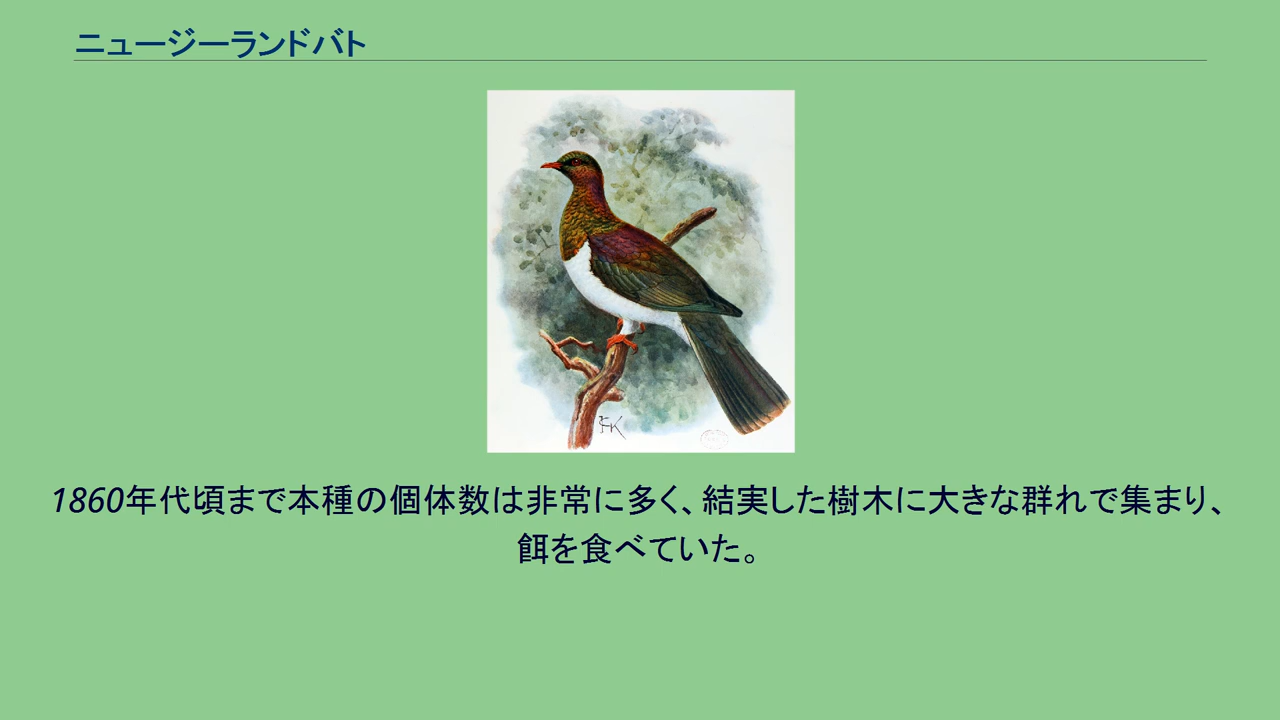 ニュージーランドバト
1860年代頃まで本種の個体数は非常に多く、結実した樹木に大きな群れで集まり、
餌を食べていた。